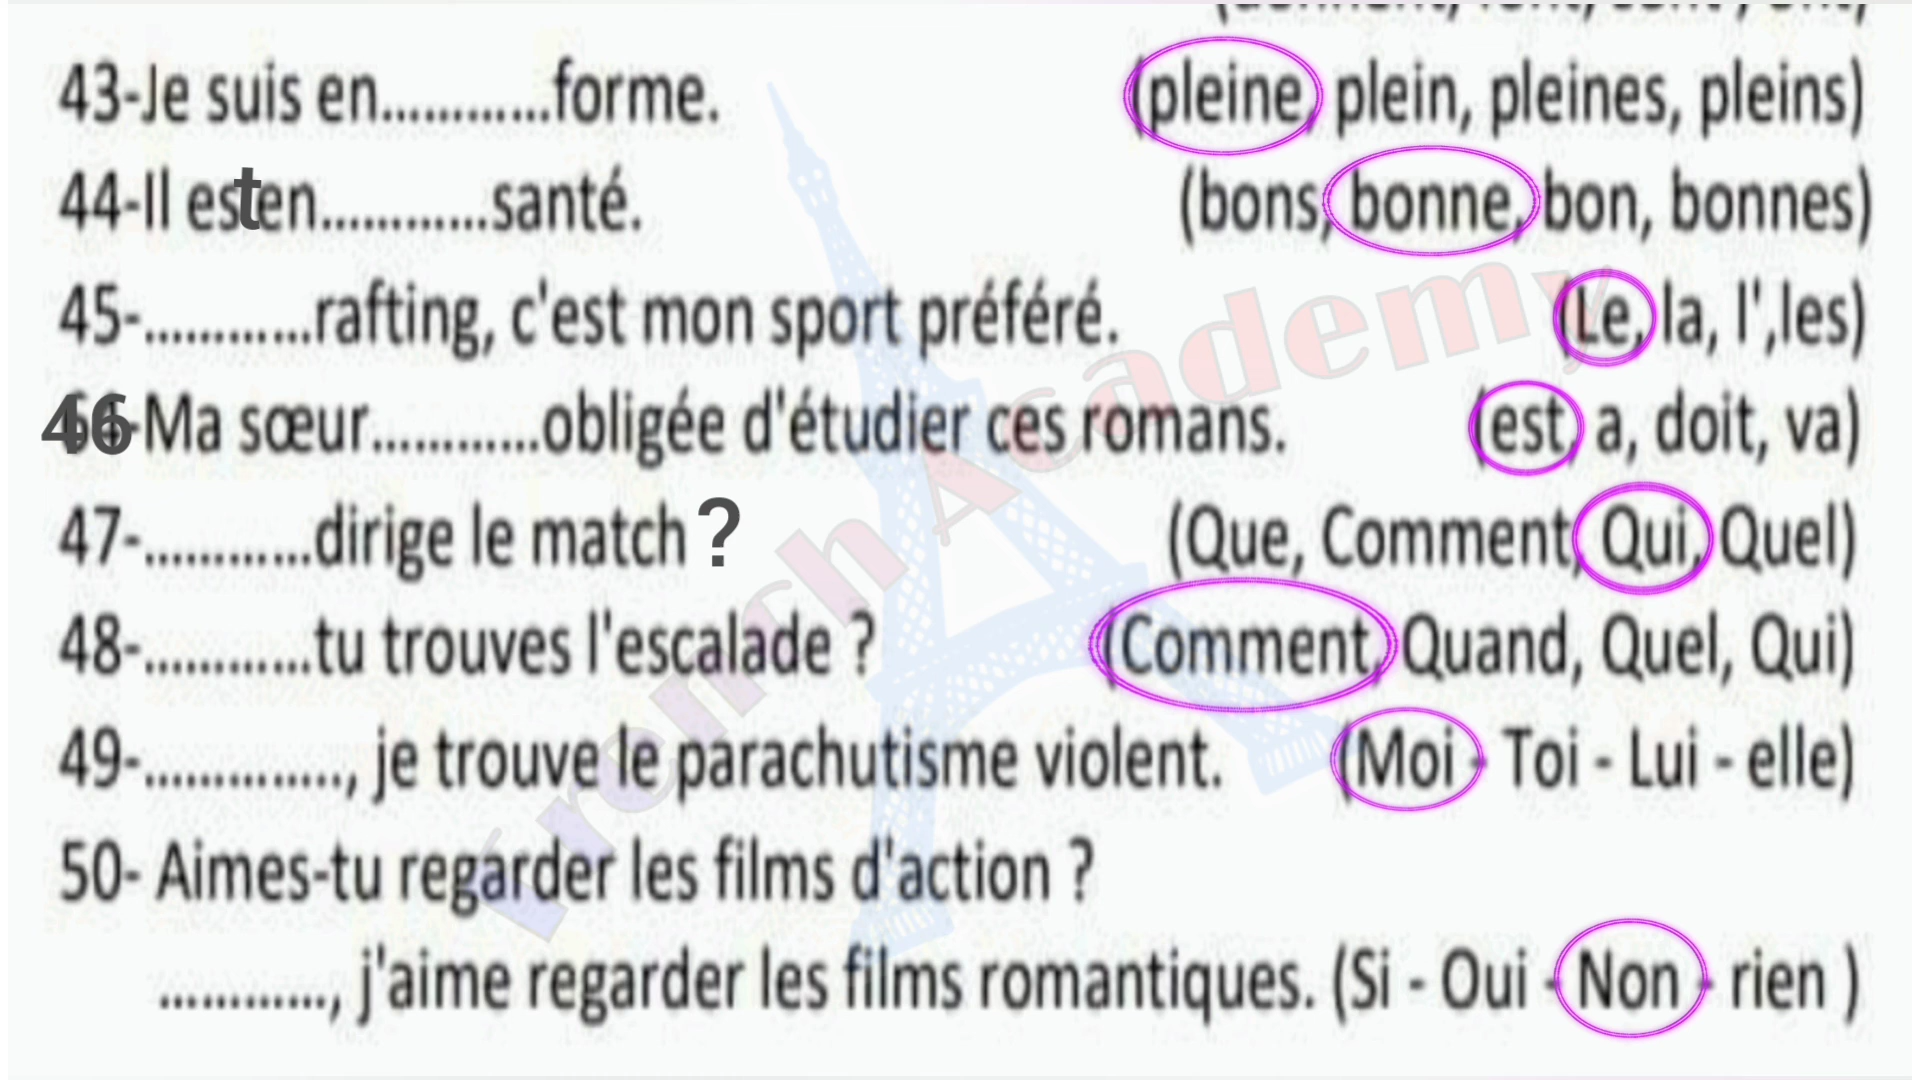 43-Je suis en............forme. (pleine, plein, pleines, pleins)
44-Il est en............santé. (bons, bonne, bon, bonnes)
45-............rafting, c'est mon sport préféré. (Le, la, l',les)
46-Ma sœur............obligée d'étudier ces romans. (est, a, doit, va)
47-............dirige le match ? (Que, Comment, Qui, Quel)
48-............tu trouves l'escalade ? (Comment, Quand, Quel, Qui)
49-.............., je trouve le parachutisme violent. (Moi - Toi - Lui - elle)
50- Aimes-tu regarder les films d'action ?
............, j'aime regarder les films romantiques. (Si - Oui - Non - rien )
French Academy